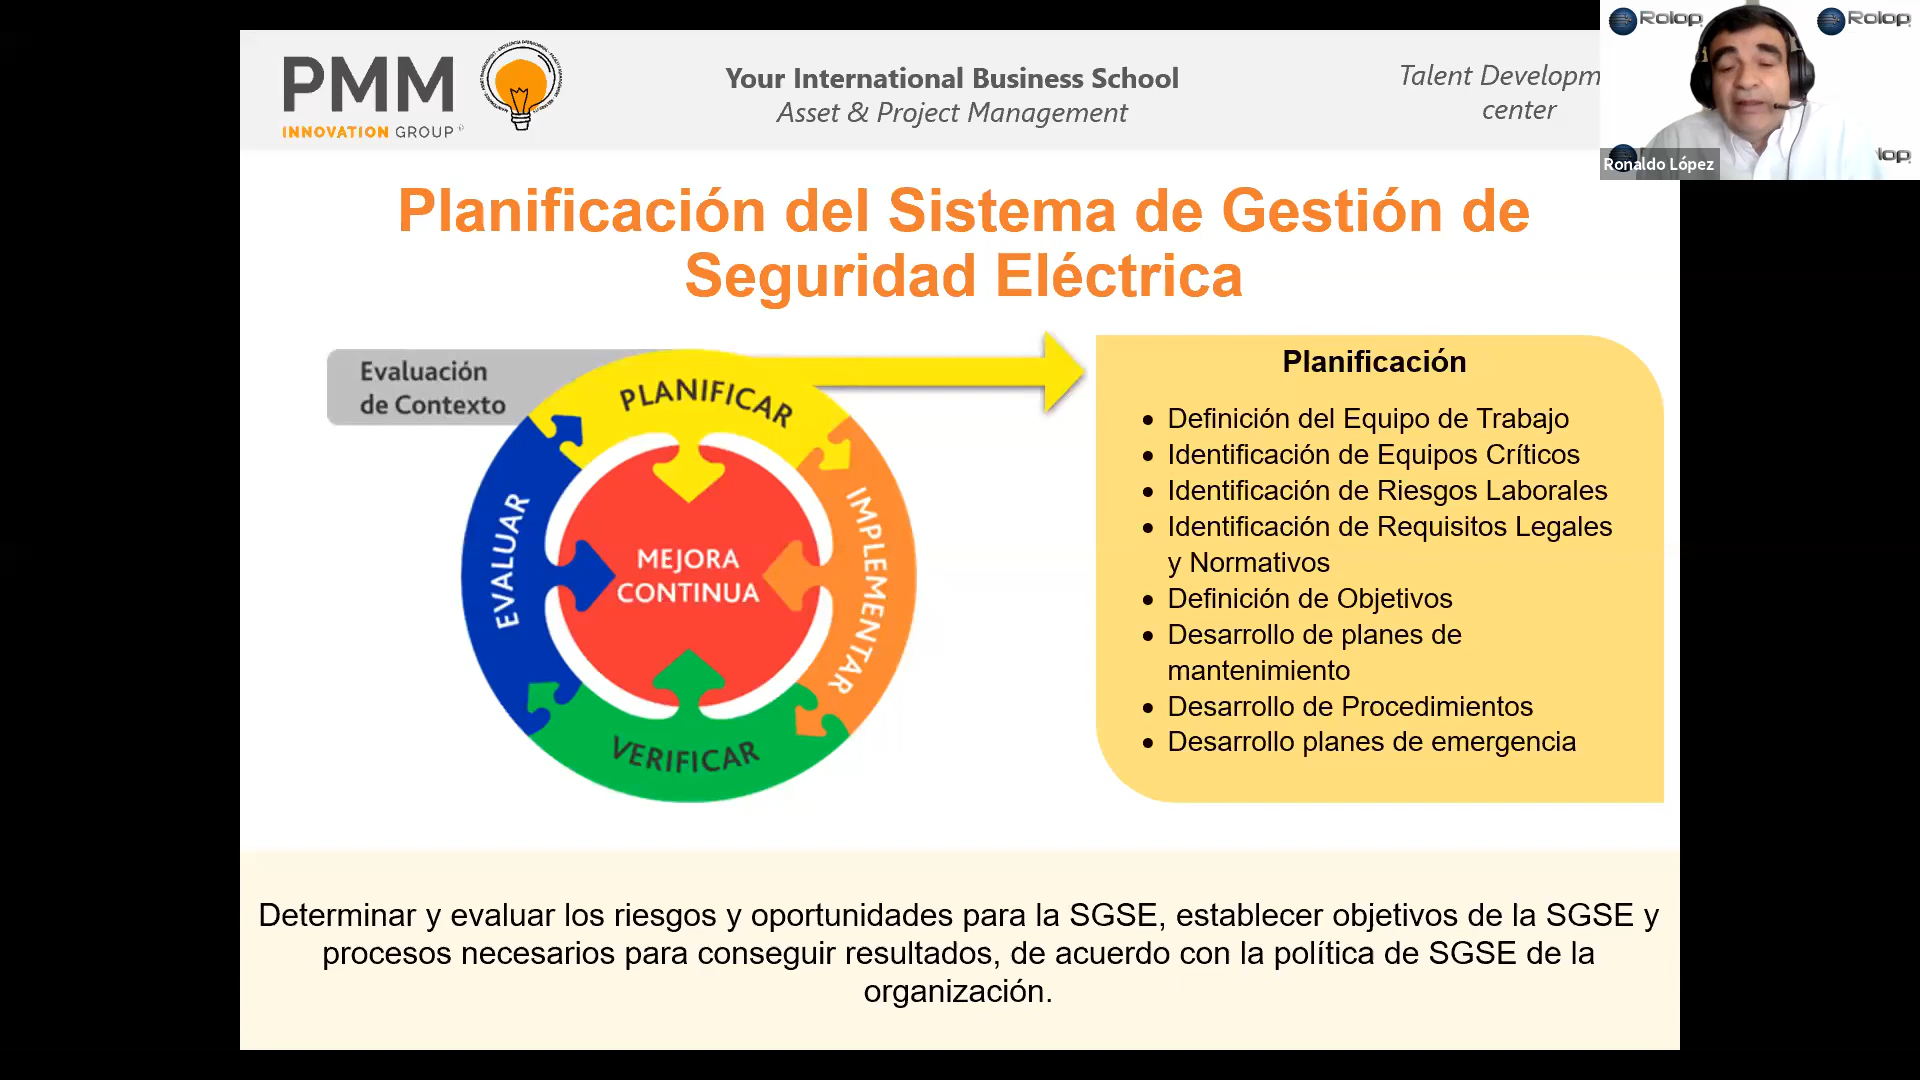 PMM
INNOVATION GROUP
Your International Business School
Asset & Project Management
Talent Developm
center
Rolop
Rolop
lop
Ronaldo López
Planificación del Sistema de Gestión de
Seguridad Eléctrica
Evaluación
de Contexto
PLANIFICAR
IMPLEMENTAR
VERIFICAR
EVALUAR
MEJORA
CONTINUA
Planificación
• Definición del Equipo de Trabajo
• Identificación de Equipos Críticos
• Identificación de Riesgos Laborales
• Identificación de Requisitos Legales
y Normativos
• Definición de Objetivos
• Desarrollo de planes de
mantenimiento
• Desarrollo de Procedimientos
• Desarrollo planes de emergencia
Determinar y evaluar los riesgos y oportunidades para la SGSE, establecer objetivos de la SGSE y
procesos necesarios para conseguir resultados, de acuerdo con la política de SGSE de la
organización.